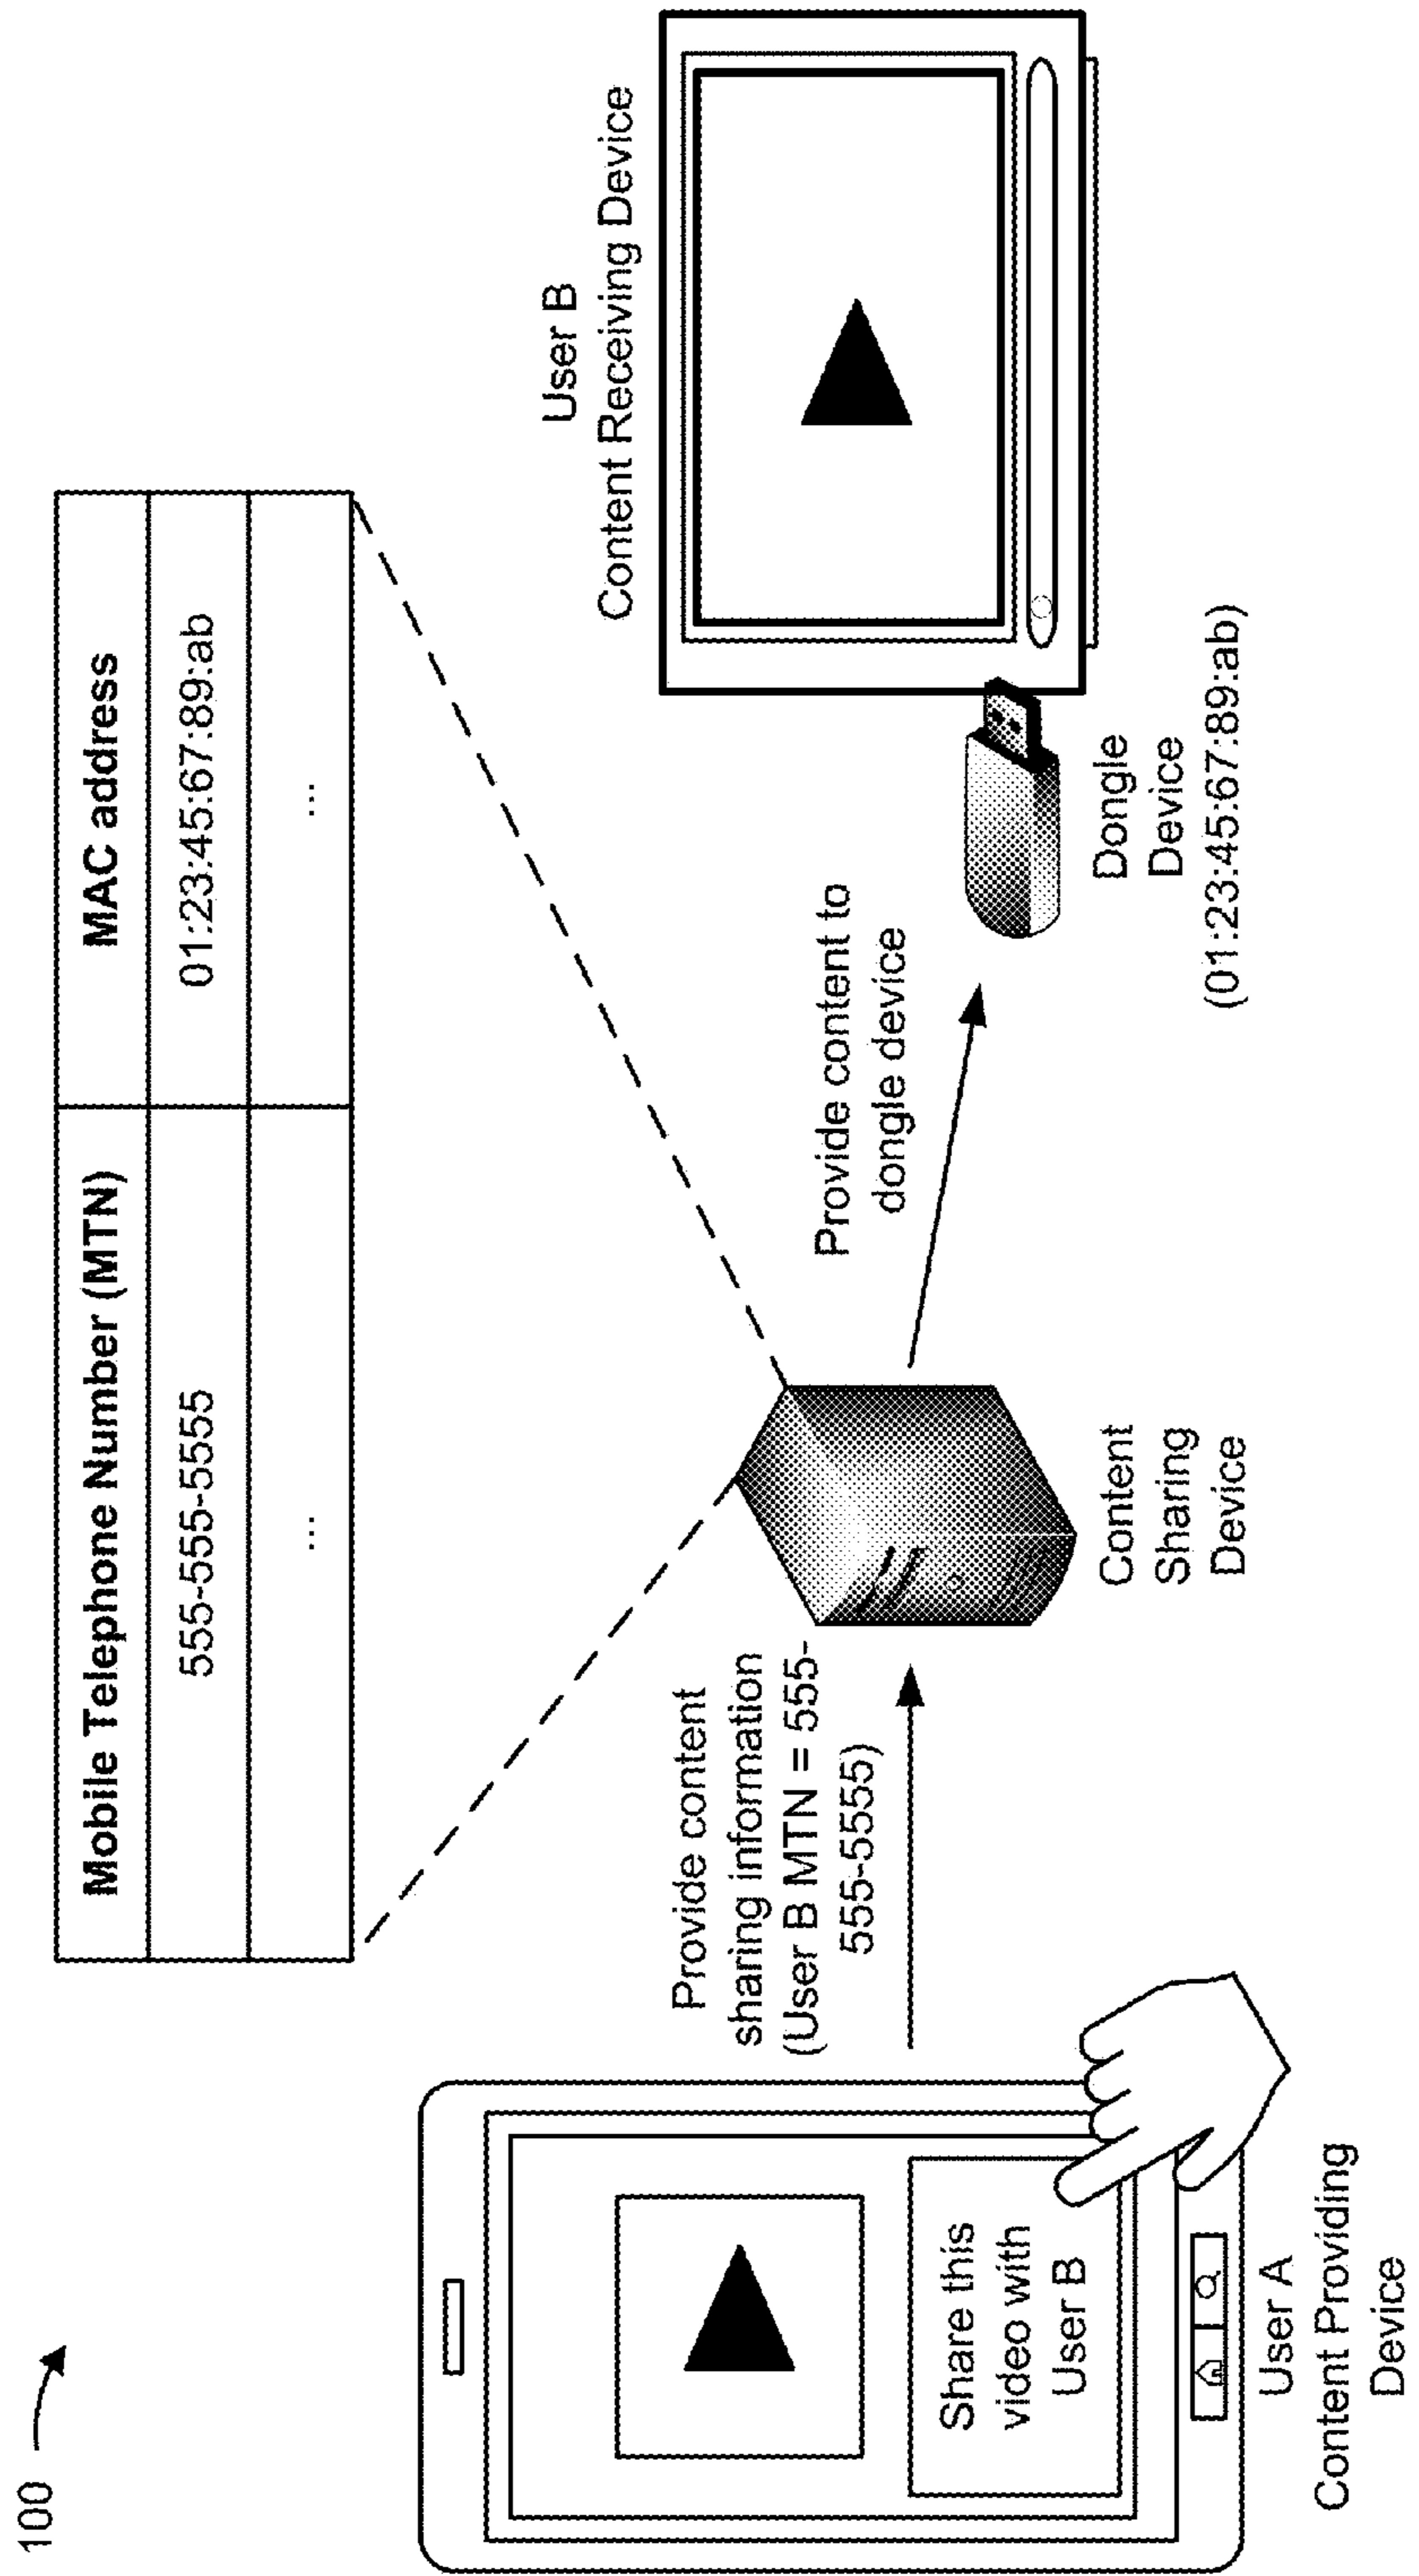 100
Mobile Telephone Number (MTN)
MAC address
555-555-5555
01:23:45:67:89:ab
...
...
Share this
video with
User B
User A
Content Providing
Device
Provide content
sharing information
(User B MTN = 555-
555-5555)
Content
Sharing
Device
Provide content to
dongle device
Dongle
Device
(01:23:45:67:89:ab)
User B
Content Receiving Device